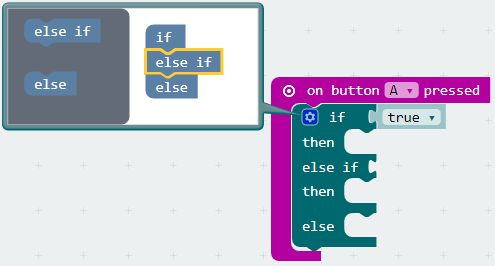 else if
else
if
else if
else
on button A pressed
if true
then
else if
then
else